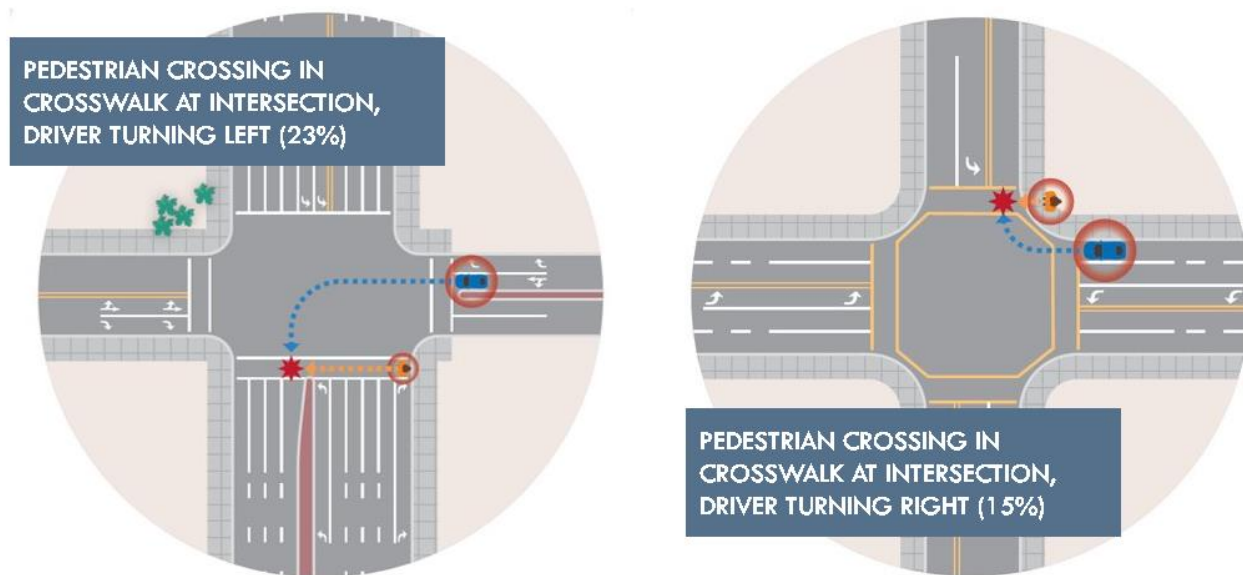 PEDESTRIAN CROSSING IN
CROSSWALK AT INTERSECTION,
DRIVER TURNING LEFT (23%)
PEDESTRIAN CROSSING IN
CROSSWALK AT INTERSECTION,
DRIVER TURNING RIGHT (15%)